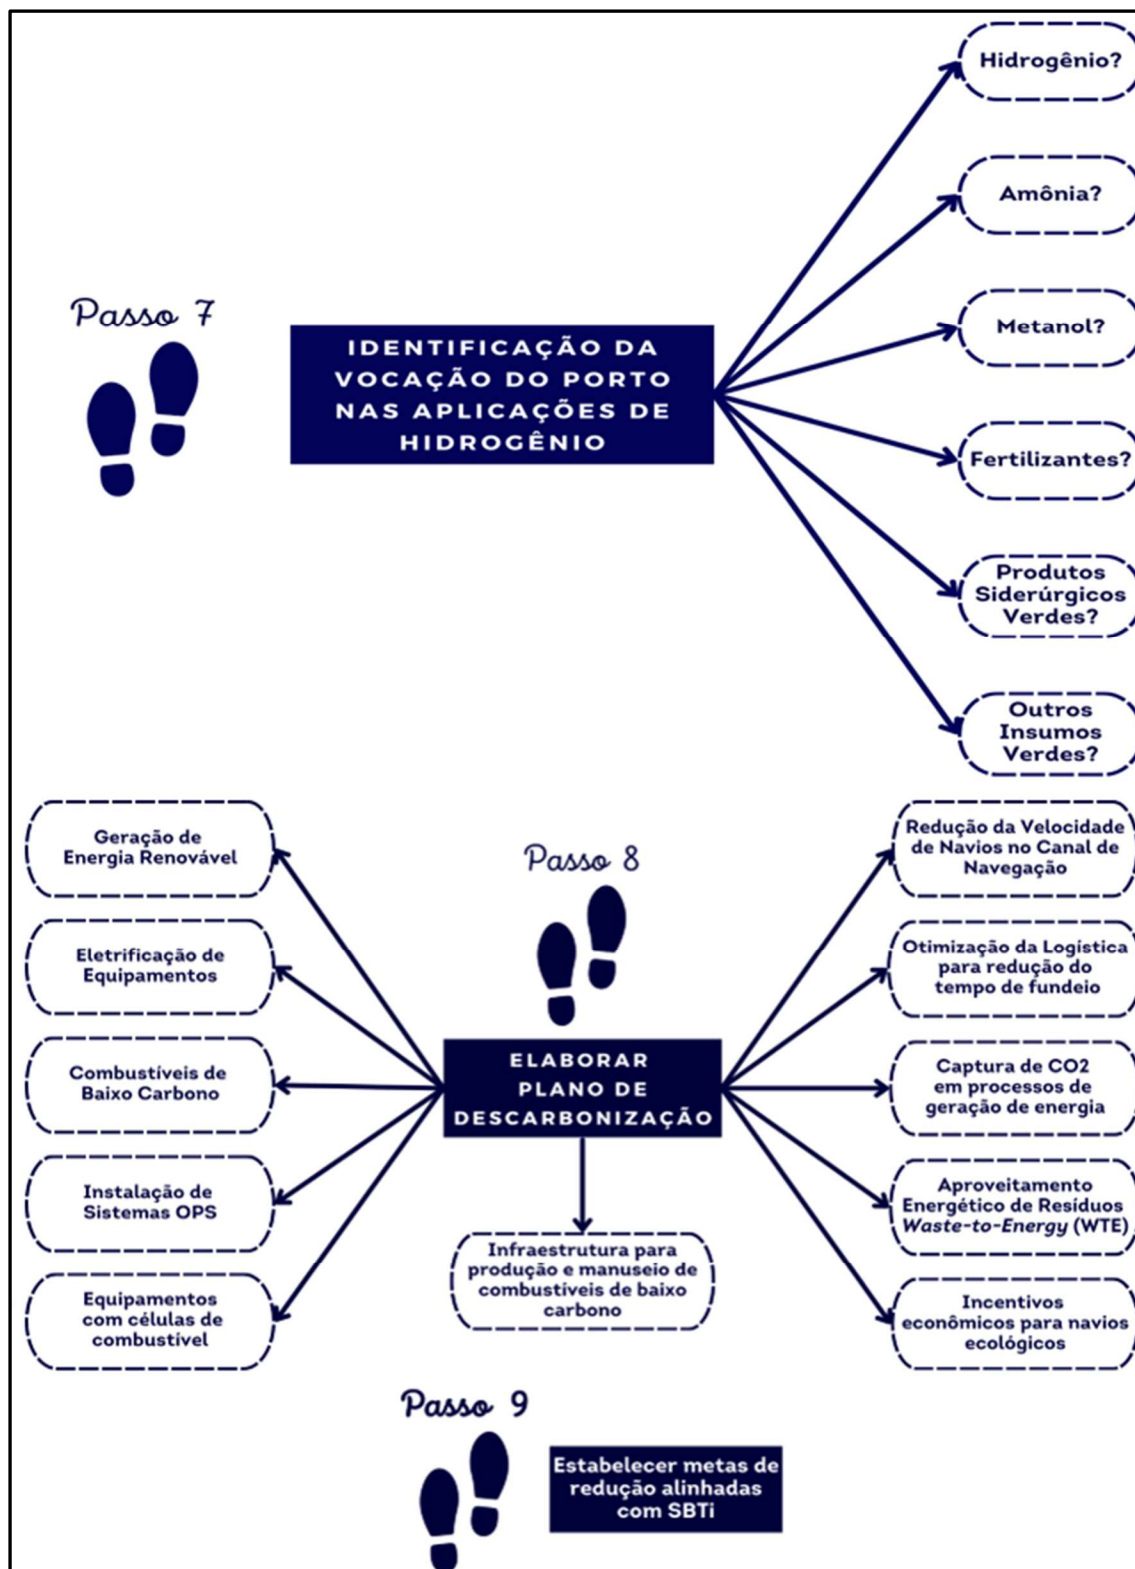 Passo 7
IDENTIFICAÇÃO DA
VOCAÇÃO DO PORTO
NAS APLICAÇÕES DE
HIDROGÊNIO
Hidrogênio?
Amônia?
Metanol?
Fertilizantes?
Produtos
Siderúrgicos
Verdes?
Outros
Insumos
Verdes?
Passo 8
ELABORAR
PLANO DE
DESCARBONIZAÇÃO
Geração de
Energia Renovável
Eletrificação de
Equipamentos
Combustíveis de
Baixo Carbono
Instalação de
Sistemas OPS
Equipamentos
com células de
combustível
Infraestrutura para
produção e manuseio de
combustíveis de baixo
carbono
Redução da Velocidade
de Navios no Canal de
Navegação
Otimização da Logística
para redução do
tempo de fundeio
Captura de CO2
em processos de
geração de energia
Aproveitamento
Energético de Resíduos
Waste-to-Energy (WTE)
Incentivos
econômicos para navios
ecológicos
Passo 9
Estabelecer metas de
redução alinhadas
com SBTi